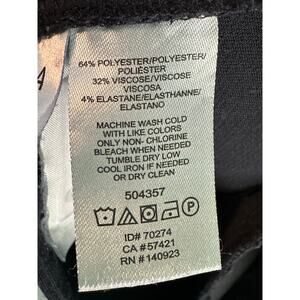 64% POLYESTER/POLYESTER/
POLIÉSTER
32% VISCOSE/VISCOSE
VISCOSA
4% ELASTANE/ELASTHANNE/
ELASTANO
MACHINE WASH COLD
WITH LIKE COLORS
ONLY NON- CHLORINE
BLEACH WHEN NEEDED
TUMBLE DRY LOW
COOL IRON IF NEEDED
OR DRY CLEAN
504357
ID# 70274
CA # 57421
RN # 140923